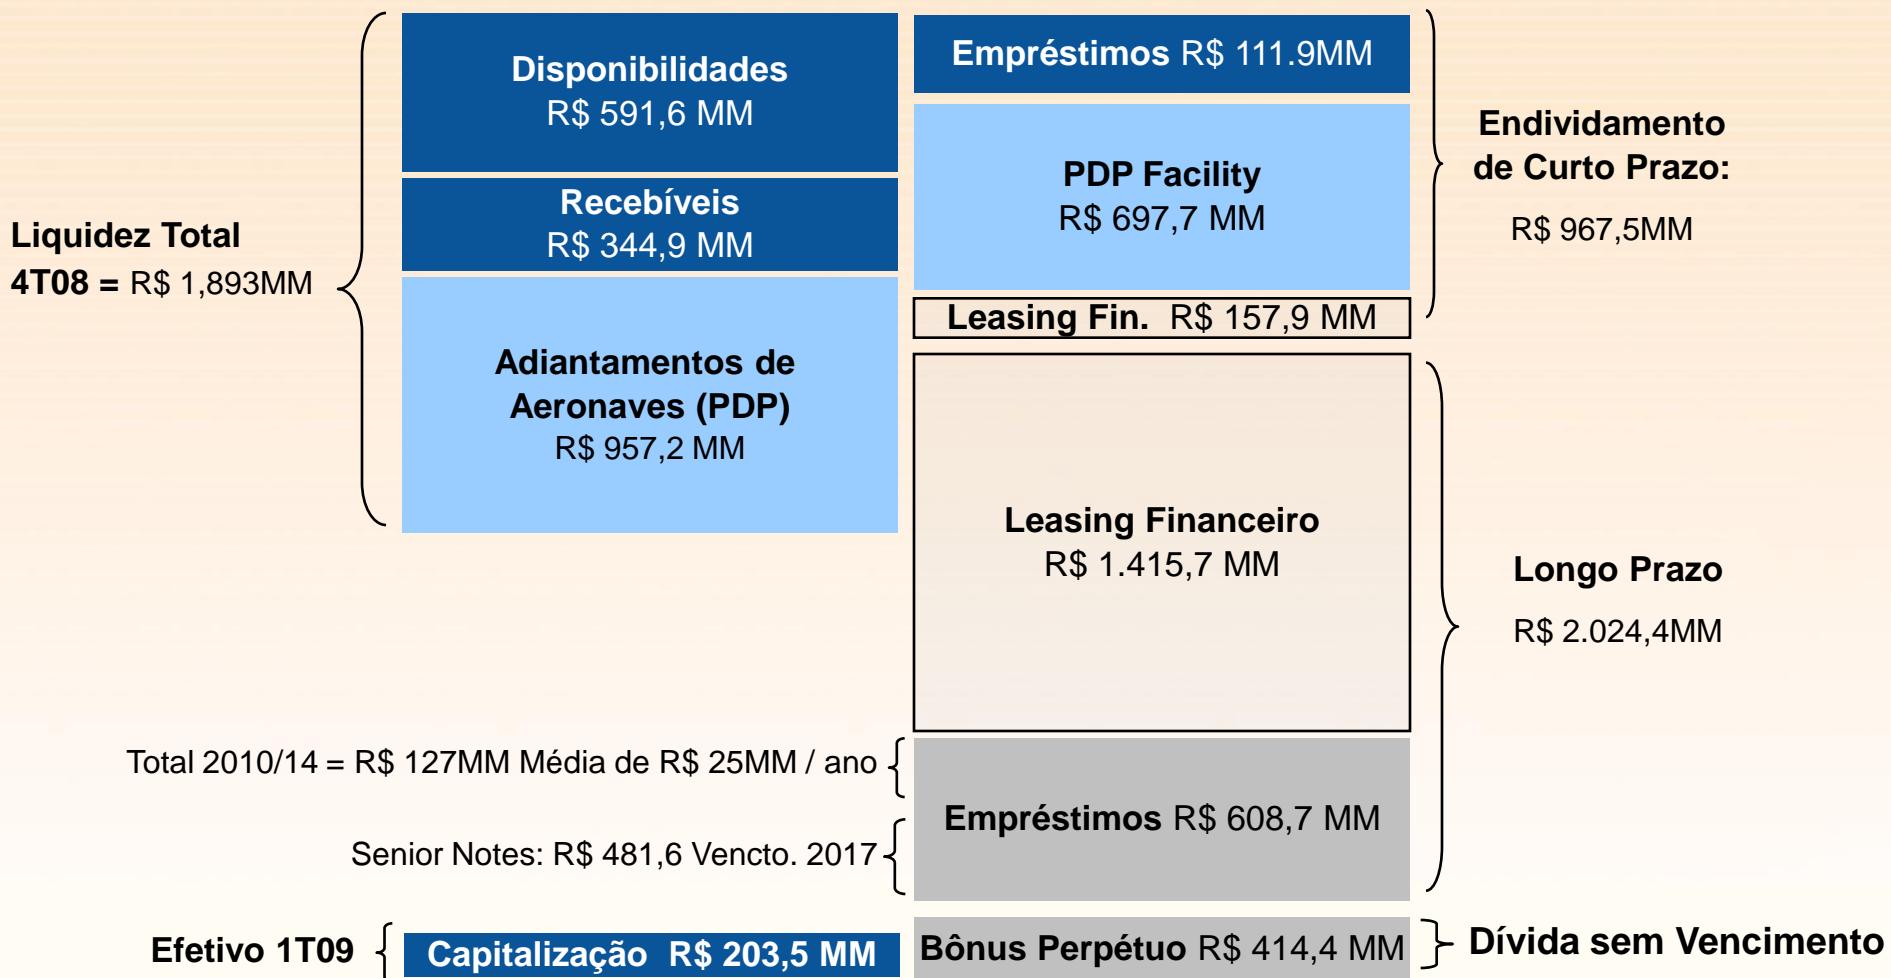 Liquidez Total
4T08 = R$ 1,893MM
Disponibilidades
R$ 591,6 MM
Recebíveis
R$ 344,9 MM
Adiantamentos de
Aeronaves (PDP)
R$ 957,2 MM
Empréstimos R$ 111.9MM
PDP Facility
R$ 697,7 MM
Leasing Fin. R$ 157,9 MM
Endividamento
de Curto Prazo:
R$ 967,5MM
Leasing Financeiro
R$ 1.415,7 MM
Longo Prazo
R$ 2.024,4MM
Total 2010/14 = R$ 127MM Média de R$ 25MM / ano
Empréstimos R$ 608,7 MM
Senior Notes: R$ 481,6 Vencto. 2017
Efetivo 1T09
Capitalização R$ 203,5 MM
Bônus Perpétuo R$ 414,4 MM
Dívida sem Vencimento